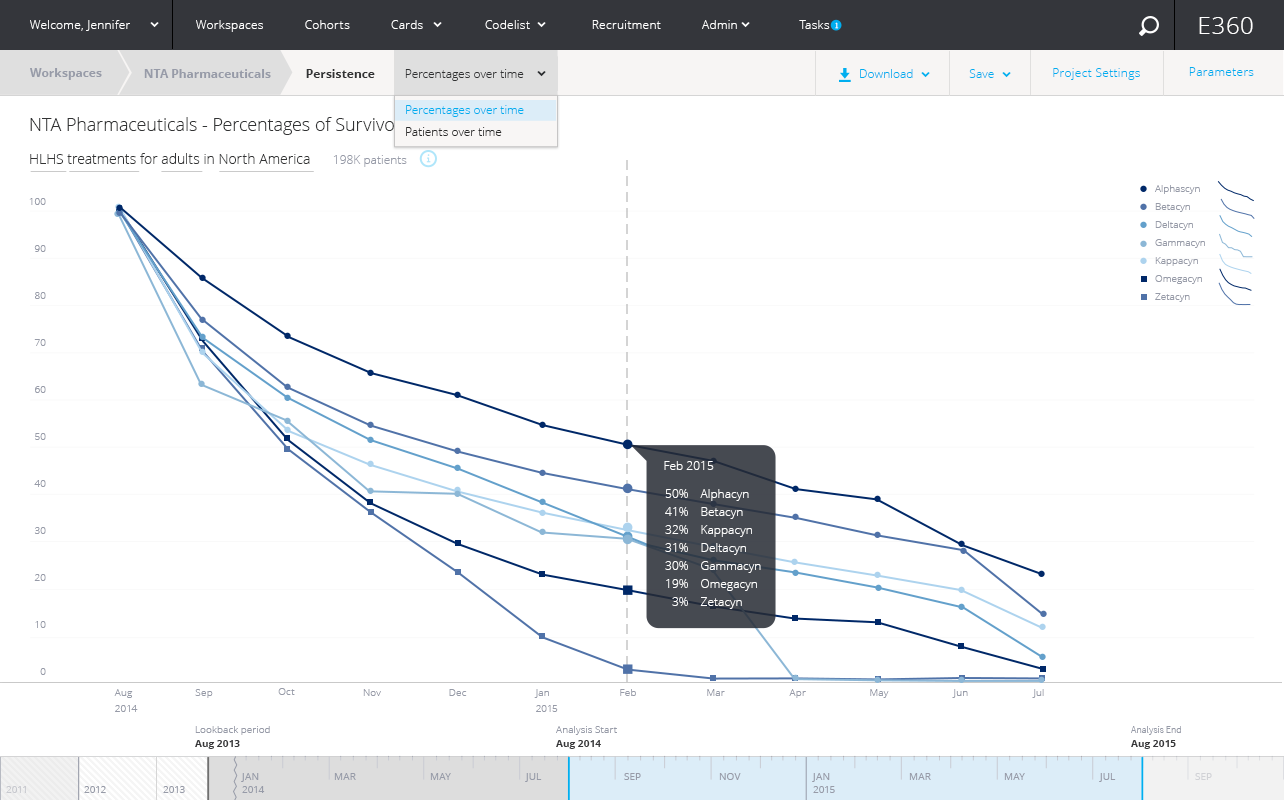 Welcome, Jennifer
Workspaces
Cohorts
Cards
Codelist
Recruitment
Admin
Tasks
E360
Workspaces
NTA Pharmaceuticals
Persistence
Percentages over time
Download
Save
Project Settings
Parameters
Percentages over time
Patients over time
NTA Pharmaceuticals - Percentages of Survivo
HLHS treatments for adults in North America
198K patients
i
Alphascyn
Betacyn
Deltacyn
Gammacyn
Kappacyn
Omegacyn
Zetacyn
100
90
80
70
60
50
40
30
20
10
0
Feb 2015
50% Alphacyn
41% Betacyn
32% Kappacyn
31% Deltacyn
30% Gammacyn
19% Omegacyn
3% Zetacyn
Aug
2014
Sep
Oct
Nov
Dec
Jan
2015
Feb
Mar
Apr
May
Jun
Jul
Lookback period
Aug 2013
Analysis Start
Aug 2014
Analysis End
Aug 2015
2011
2012
2013
JAN
2014
MAR
MAY
JUL
SEP
NOV
JAN
2015
MAR
MAY
JUL
SEP